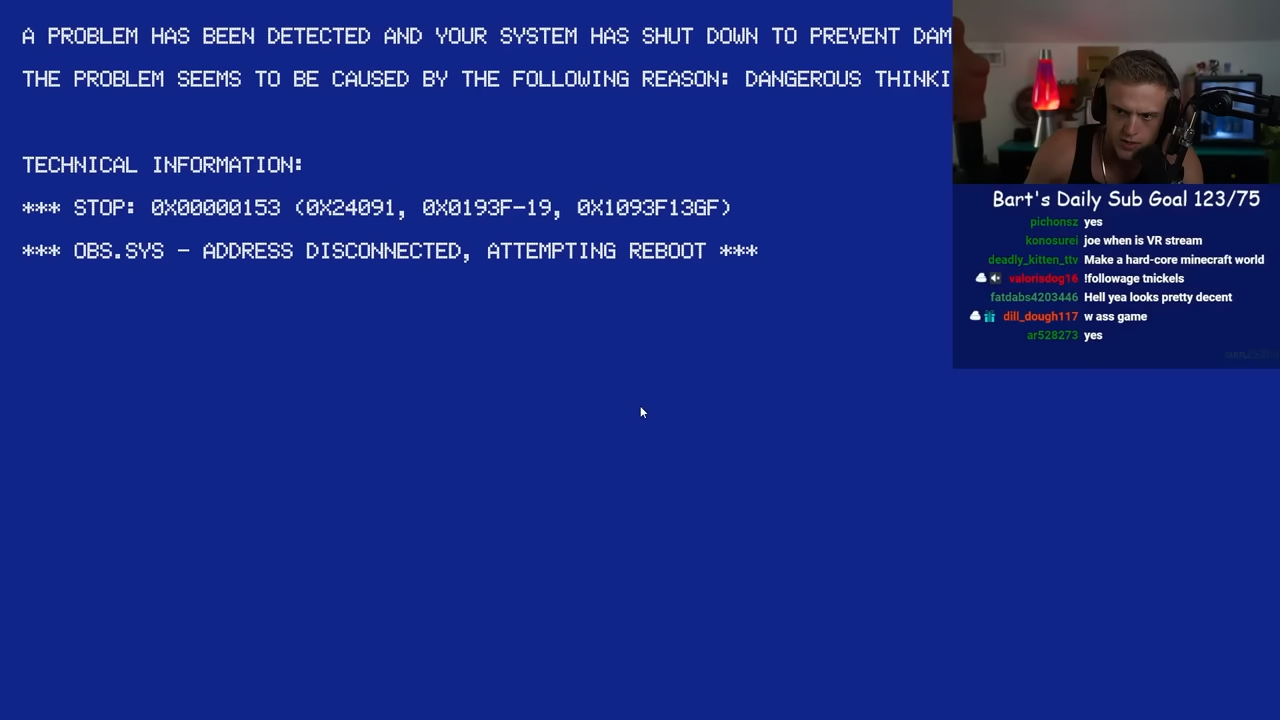 A PROBLEM HAS BEEN DETECTED AND YOUR SYSTEM HAS SHUT DOWN TO PREVENT DAM
THE PROBLEM SEEMS TO BE CAUSED BY THE FOLLOWING REASON: DANGEROUS THINKI
TECHNICAL INFORMATION:
*** STOP: 0X00000153 (0X24091, 0X0193F-19, 0X1093F13GF)
*** OBS.SYS - ADDRESS DISCONNECTED, ATTEMPTING REBOOT ***
Bart's Daily Sub Goal 123/75
pichonsz yes
konosurei joe when is VR stream
deadly_kitten_ttv Make a hard-core minecraft world
valorisdog16 !followage tnickels
fatdabs4203446 Hell yea looks pretty decent
dill_dough117 w ass game
ar528273 yes